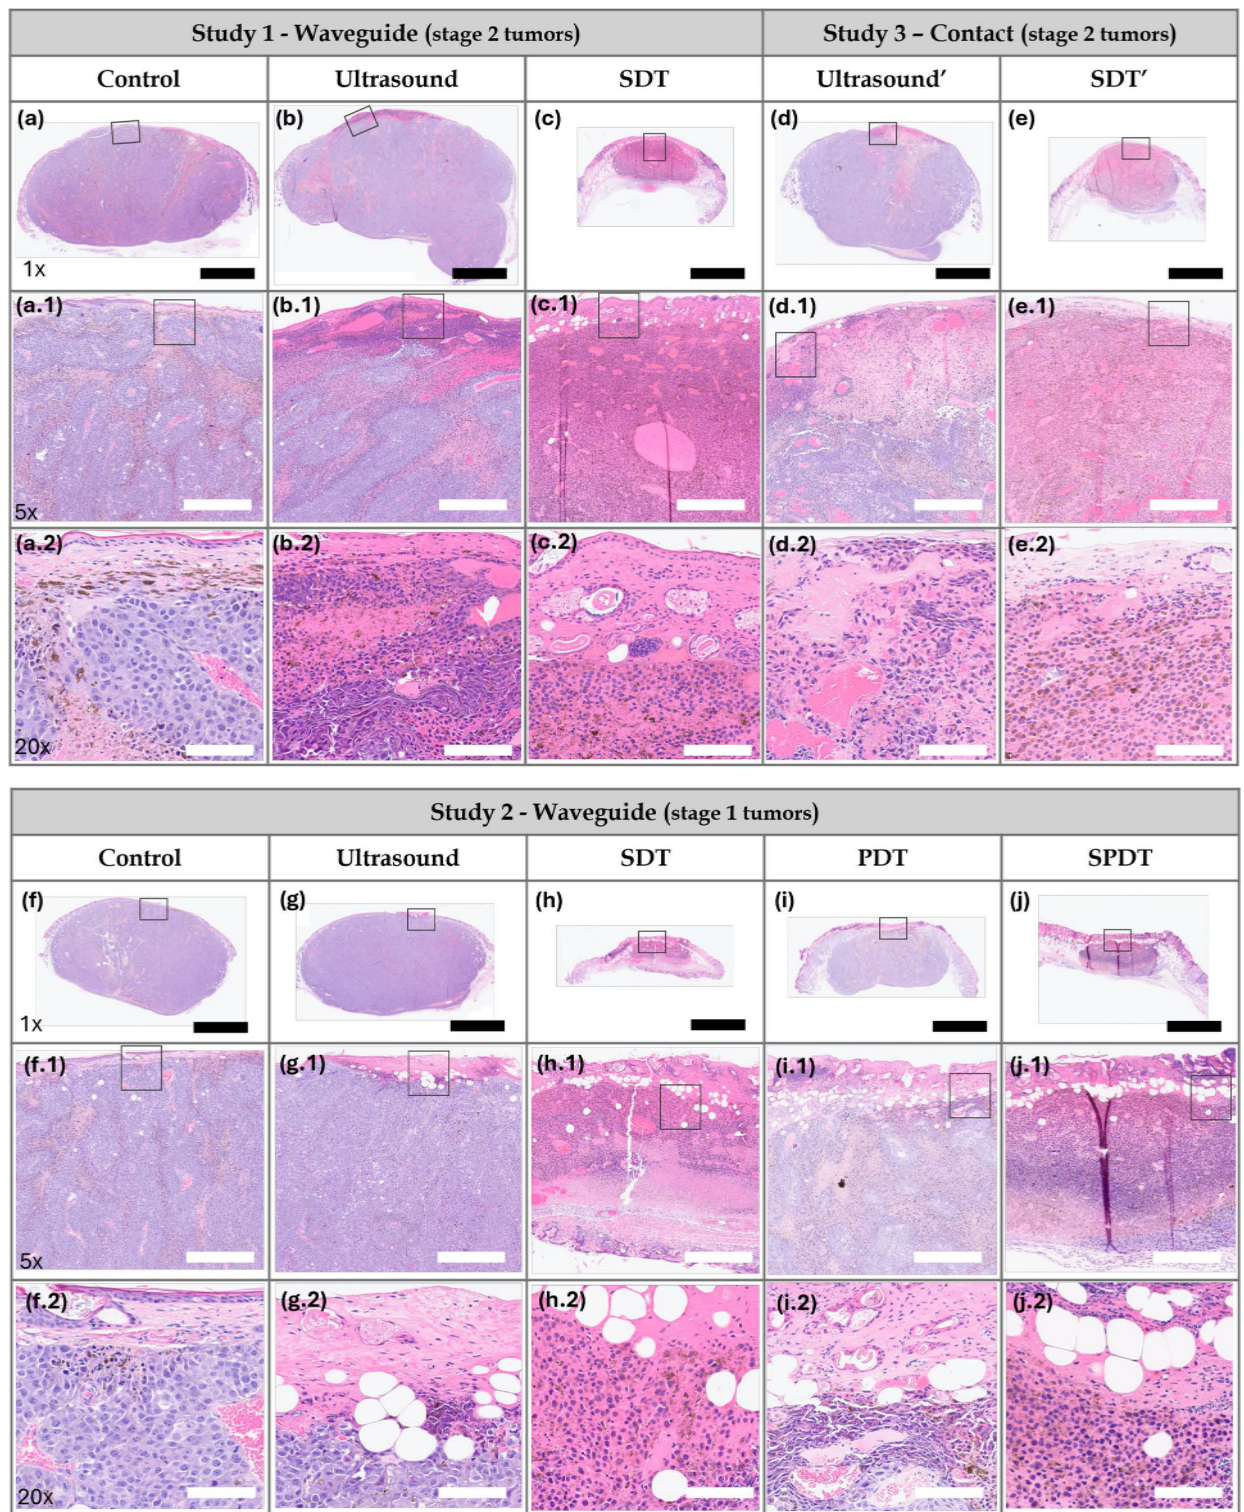 Study 1 - Waveguide (stage 2 tumors) Study 3 – Contact (stage 2 tumors)
Control Ultrasound SDT Ultrasound’ SDT’
(a) (b) (c) (d) (e)
1x
(a.1) (b.1) (c.1) (d.1) (e.1)
5x
(a.2) (b.2) (c.2) (d.2) (e.2)
20x
Study 2 - Waveguide (stage 1 tumors)
Control Ultrasound SDT PDT SPDT
(f) (g) (h) (i) (j)
1x
(f.1) (g.1) (h.1) (i.1) (j.1)
5x
(f.2) (g.2) (h.2) (i.2) (j.2)
20x